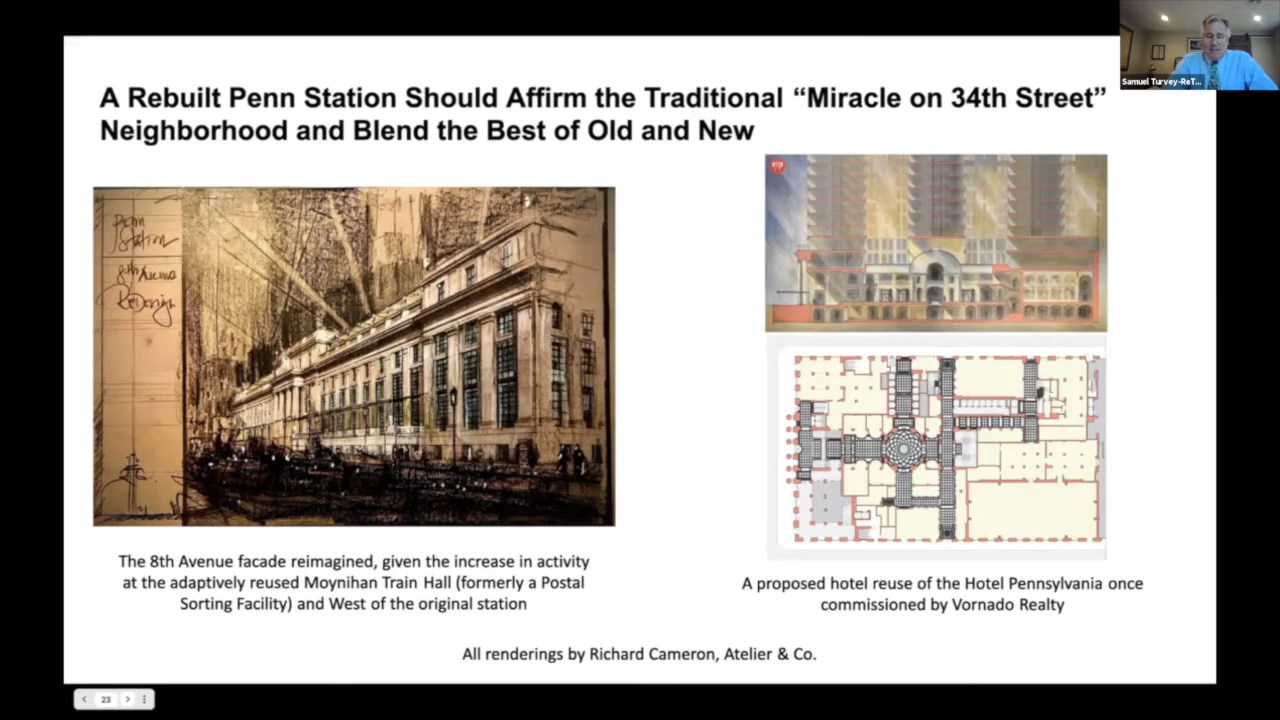 Samuel Turvey-ReT...
A Rebuilt Penn Station Should Affirm the Traditional “Miracle on 34th Street”
Neighborhood and Blend the Best of Old and New
Penn
Station
8th Avenue
ReDesign
The 8th Avenue facade reimagined, given the increase in activity
at the adaptively reused Moynihan Train Hall (formerly a Postal
Sorting Facility) and West of the original station
A proposed hotel reuse of the Hotel Pennsylvania once
commissioned by Vornado Realty
All renderings by Richard Cameron, Atelier & Co.
23